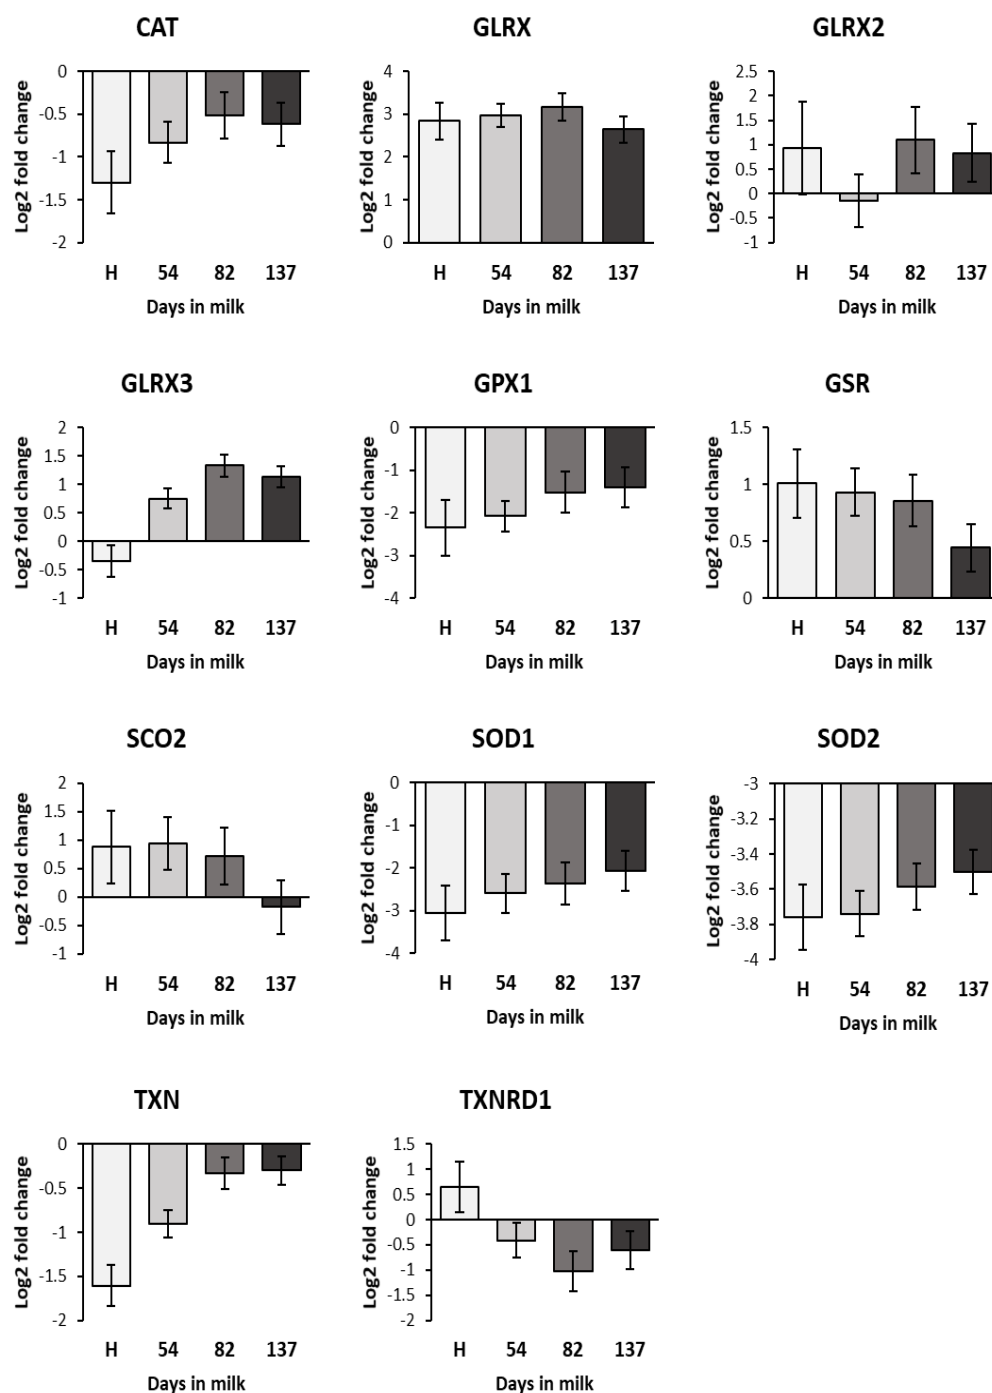 CAT
Log2 fold change
0
-0.5
-1
-1.5
-2
H 54 82 137
Days in milk
GLRX
Log2 fold change
4
3
2
1
0
H 54 82 137
Days in milk
GLRX2
Log2 fold change
2.5
2
1.5
1
0.5
0
-0.5
-1
H 54 82 137
Days in milk
GLRX3
Log2 fold change
2
1.5
1
0.5
0
-0.5
-1
H 54 82 137
Days in milk
GPX1
Log2 fold change
0
-1
-2
-3
-4
H 54 82 137
Days in milk
GSR
Log2 fold change
1.5
1
0.5
0
H 54 82 137
Days in milk
SCO2
Log2 fold change
2
1.5
1
0.5
0
-0.5
-1
H 54 82 137
Days in milk
SOD1
Log2 fold change
0
-1
-2
-3
-4
H 54 82 137
Days in milk
SOD2
Log2 fold change
-3
-3.2
-3.4
-3.6
-3.8
-4
H 54 82 137
Days in milk
TXN
Log2 fold change
0
-0.5
-1
-1.5
-2
H 54 82 137
Days in milk
TXNRD1
Log2 fold change
1.5
1
0.5
0
-0.5
-1
-1.5
-2
H 54 82 137
Days in milk